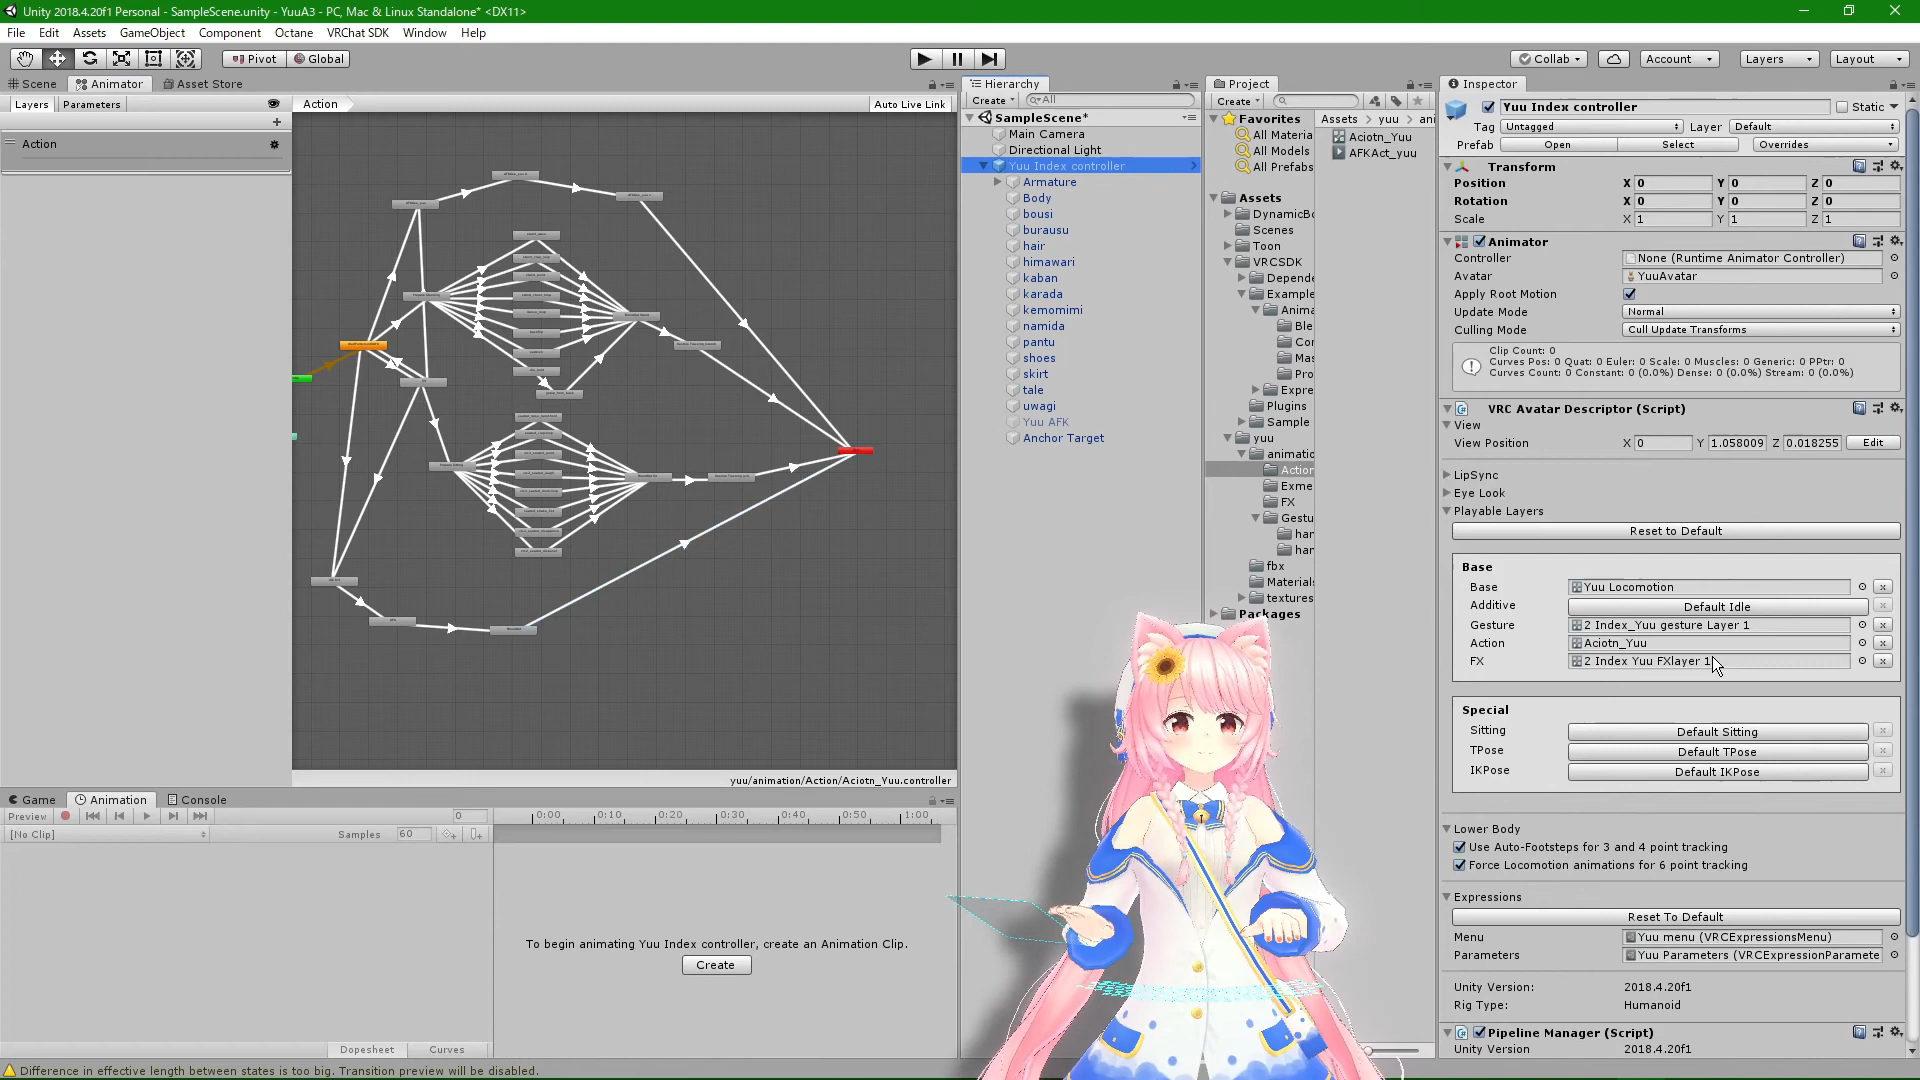 Unity 2018.4.20f1 Personal - SampleScene.unity - YuuA3 - PC, Mac & Linux Standalone* <DX11>
File Edit Assets GameObject Component Octane VRChat SDK Window Help
Pivot Global Collab Account Layers Layout
Scene Animator Asset Store
Layers Parameters
Action Auto Live Link
Action
yuu/animation/Action/Aciotn_Yuu.controller
Game Animation Console
Preview 0
[No Clip] Samples 60
0:00 0:10 0:20 0:30 0:40 0:50 1:00
To begin animating Yuu Index controller, create an Animation Clip.
Create
Dopesheet Curves
Difference in effective length between states is too big. Transition preview will be disabled.
Hierarchy
Create All
SampleScene*
Main Camera
Directional Light
Yuu Index controller
Armature
Body
bousi
burausu
hair
himawari
kaban
karada
kemomimi
namida
pantu
shoes
skirt
tale
uwagi
Yuu AFK
Anchor Target
Project
Create
Favorites
All Materia
All Models
All Prefabs
Assets
DynamicBo
Scenes
Toon
VRCSDK
Depende
Example
Anima
Ble
Con
Mas
Pro
Expre
Plugins
Sample
yuu
animatio
Action
Exme
FX
Gestu
har
har
fbx
Materials
textures
Packages
Assets yuu ani
Aciotn_Yuu
AFKAct_yuu
Inspector
Yuu Index controller Static
Tag Untagged Layer Default
Prefab Open Select Overrides
Transform
Position X 0 Y 0 Z 0
Rotation X 0 Y 0 Z 0
Scale X 1 Y 1 Z 1
Animator
Controller None (Runtime Animator Controller)
Avatar YuuAvatar
Apply Root Motion
Update Mode Normal
Culling Mode Cull Update Transforms
Clip Count: 0
Curves Pos: 0 Quat: 0 Euler: 0 Scale: 0 Muscles: 0 Generic: 0 PPtr: 0
Curves Count: 0 Constant: 0 (0.0%) Dense: 0 (0.0%) Stream: 0 (0.0%)
VRC Avatar Descriptor (Script)
View
View Position X 0 Y 1.058009 Z 0.018255 Edit
LipSync
Eye Look
Playable Layers
Reset to Default
Base
Base Yuu Locomotion
Additive Default Idle
Gesture 2 Index_Yuu gesture Layer 1
Action Aciotn_Yuu
FX 2 Index Yuu FXlayer 1
Special
Sitting Default Sitting
TPose Default TPose
IKPose Default IKPose
Lower Body
Use Auto-Footsteps for 3 and 4 point tracking
Force Locomotion animations for 6 point tracking
Expressions
Reset To Default
Menu Yuu menu (VRCExpressionsMenu)
Parameters Yuu Parameters (VRCExpressionParamete
Unity Version: 2018.4.20f1
Rig Type: Humanoid
Pipeline Manager (Script)
Unity Version 2018.4.20f1